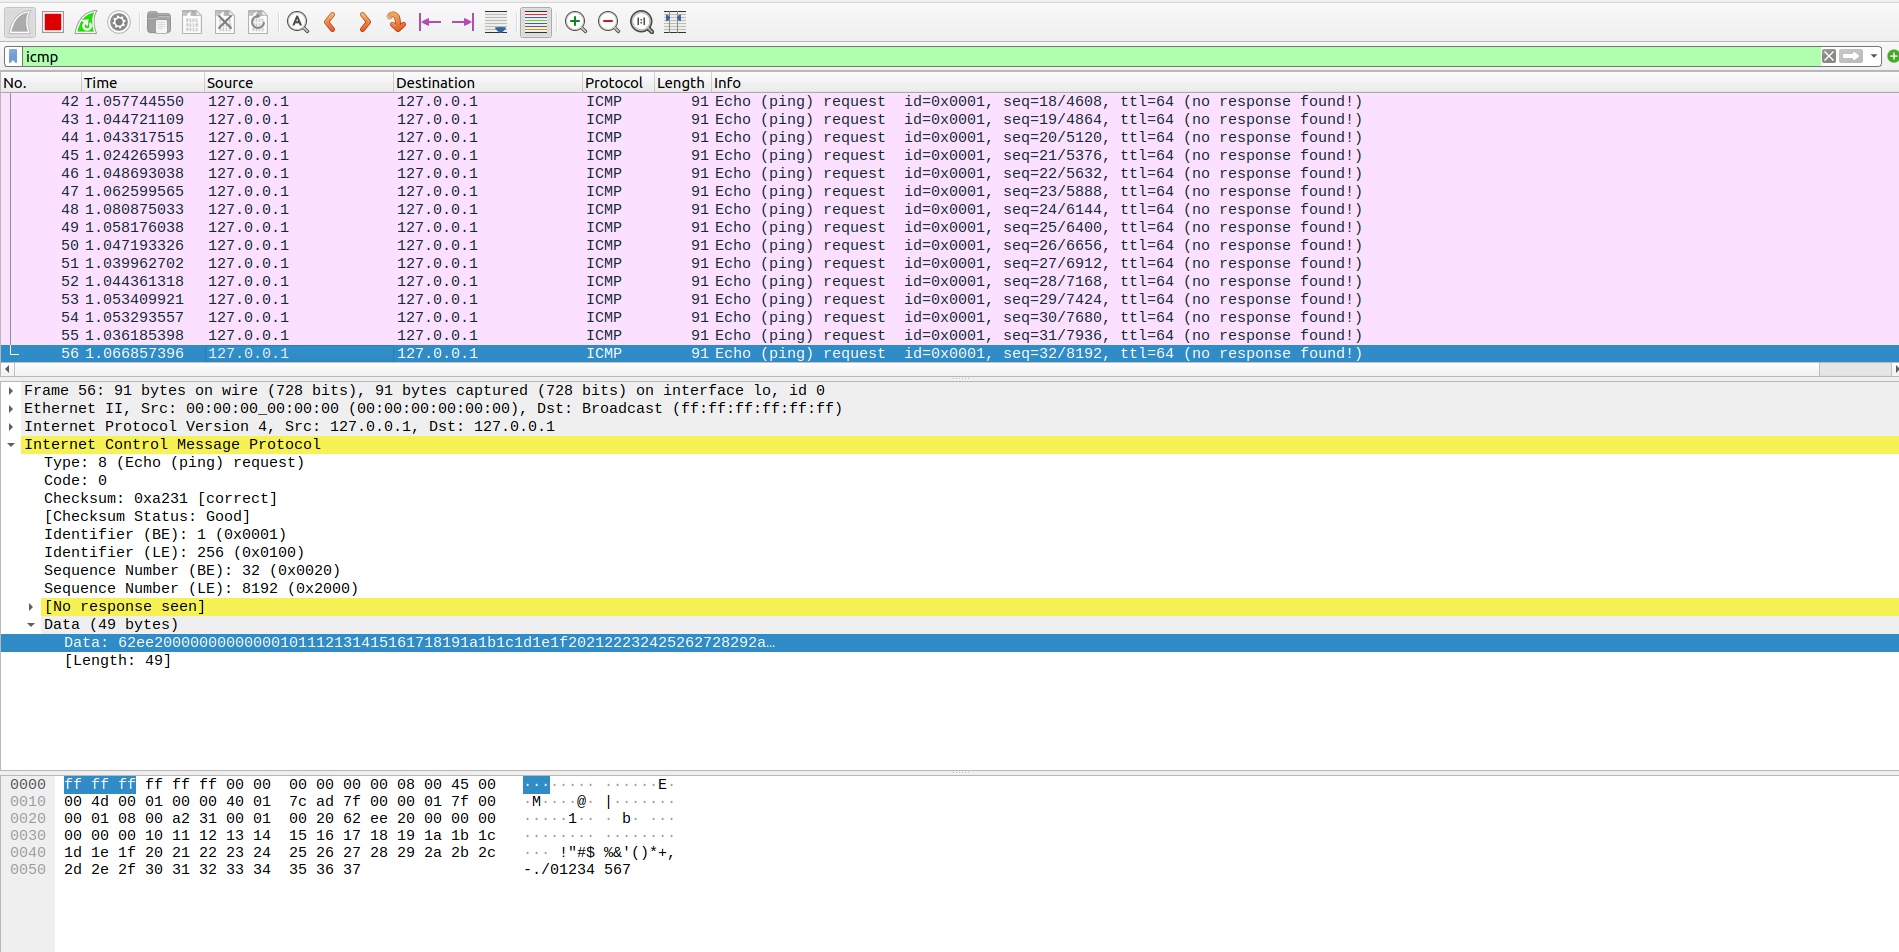 icmp
No. Time Source Destination Protocol Length Info
42 1.057744550 127.0.0.1 127.0.0.1 ICMP 91 Echo (ping) request id=0x0001, seq=18/4608, ttl=64 (no response found!)
43 1.044721109 127.0.0.1 127.0.0.1 ICMP 91 Echo (ping) request id=0x0001, seq=19/4864, ttl=64 (no response found!)
44 1.043317515 127.0.0.1 127.0.0.1 ICMP 91 Echo (ping) request id=0x0001, seq=20/5120, ttl=64 (no response found!)
45 1.024265993 127.0.0.1 127.0.0.1 ICMP 91 Echo (ping) request id=0x0001, seq=21/5376, ttl=64 (no response found!)
46 1.048693038 127.0.0.1 127.0.0.1 ICMP 91 Echo (ping) request id=0x0001, seq=22/5632, ttl=64 (no response found!)
47 1.062599565 127.0.0.1 127.0.0.1 ICMP 91 Echo (ping) request id=0x0001, seq=23/5888, ttl=64 (no response found!)
48 1.080875033 127.0.0.1 127.0.0.1 ICMP 91 Echo (ping) request id=0x0001, seq=24/6144, ttl=64 (no response found!)
49 1.058176038 127.0.0.1 127.0.0.1 ICMP 91 Echo (ping) request id=0x0001, seq=25/6400, ttl=64 (no response found!)
50 1.047193326 127.0.0.1 127.0.0.1 ICMP 91 Echo (ping) request id=0x0001, seq=26/6656, ttl=64 (no response found!)
51 1.039962702 127.0.0.1 127.0.0.1 ICMP 91 Echo (ping) request id=0x0001, seq=27/6912, ttl=64 (no response found!)
52 1.044361318 127.0.0.1 127.0.0.1 ICMP 91 Echo (ping) request id=0x0001, seq=28/7168, ttl=64 (no response found!)
53 1.053409921 127.0.0.1 127.0.0.1 ICMP 91 Echo (ping) request id=0x0001, seq=29/7424, ttl=64 (no response found!)
54 1.053293557 127.0.0.1 127.0.0.1 ICMP 91 Echo (ping) request id=0x0001, seq=30/7680, ttl=64 (no response found!)
55 1.036185398 127.0.0.1 127.0.0.1 ICMP 91 Echo (ping) request id=0x0001, seq=31/7936, ttl=64 (no response found!)
56 1.066857396 127.0.0.1 127.0.0.1 ICMP 91 Echo (ping) request id=0x0001, seq=32/8192, ttl=64 (no response found!)
Frame 56: 91 bytes on wire (728 bits), 91 bytes captured (728 bits) on interface lo, id 0
Ethernet II, Src: 00:00:00_00:00:00 (00:00:00:00:00:00), Dst: Broadcast (ff:ff:ff:ff:ff:ff)
Internet Protocol Version 4, Src: 127.0.0.1, Dst: 127.0.0.1
Internet Control Message Protocol
Type: 8 (Echo (ping) request)
Code: 0
Checksum: 0xa231 [correct]
[Checksum Status: Good]
Identifier (BE): 1 (0x0001)
Identifier (LE): 256 (0x0100)
Sequence Number (BE): 32 (0x0020)
Sequence Number (LE): 8192 (0x2000)
[No response seen]
Data (49 bytes)
Data: 62ee20000000000000101112131415161718191a1b1c1d1e1f202122232425262728292a…
[Length: 49]
0000 ff ff ff ff ff ff 00 00 00 00 00 00 08 00 45 00 ········ ······E·
0010 00 4d 00 01 00 00 40 01 7c ad 7f 00 00 01 7f 00 ·M····@· |·······
0020 00 01 08 00 a2 31 00 01 00 20 62 ee 20 00 00 00 ·····1·· · b· ···
0030 00 00 00 10 11 12 13 14 15 16 17 18 19 1a 1b 1c ········ ········
0040 1d 1e 1f 20 21 22 23 24 25 26 27 28 29 2a 2b 2c ··· !"#$ %&'()*+,
0050 2d 2e 2f 30 31 32 33 34 35 36 37 -./01234 567